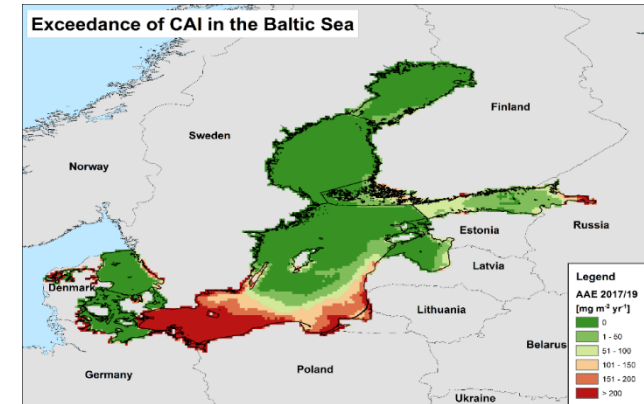 Exceedance of CAI in the Baltic Sea
Finland
Sweden
Norway
Estonia
Russia
Latvia
Denmark
Lithuania
Belarus
Germany
Poland
Ukraine
Legend
AAE 2017/19
[mg m⁻² yr⁻¹]
0
1 - 50
51 - 100
101 - 150
151 - 200
> 200